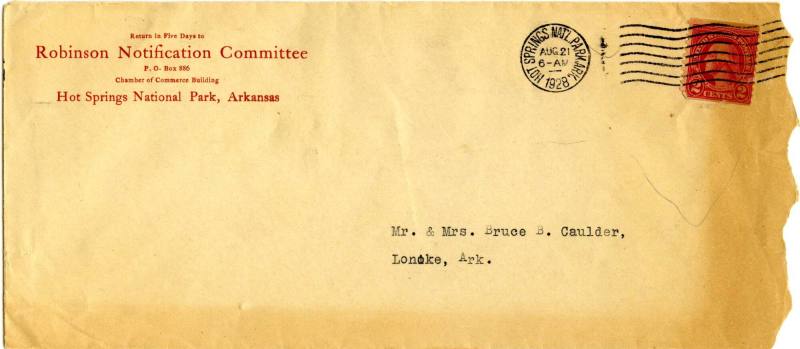 Return in Five Days to
Robinson Notification Committee
P. O. Box 886
Chamber of Commerce Building
Hot Springs National Park, Arkansas
HOT SPRINGS NAT'L PARK, ARK.
AUG 21
6-AM
1928
2 CENTS 2
Mr. & Mrs. Bruce B. Caulder,
Lonoke, Ark.